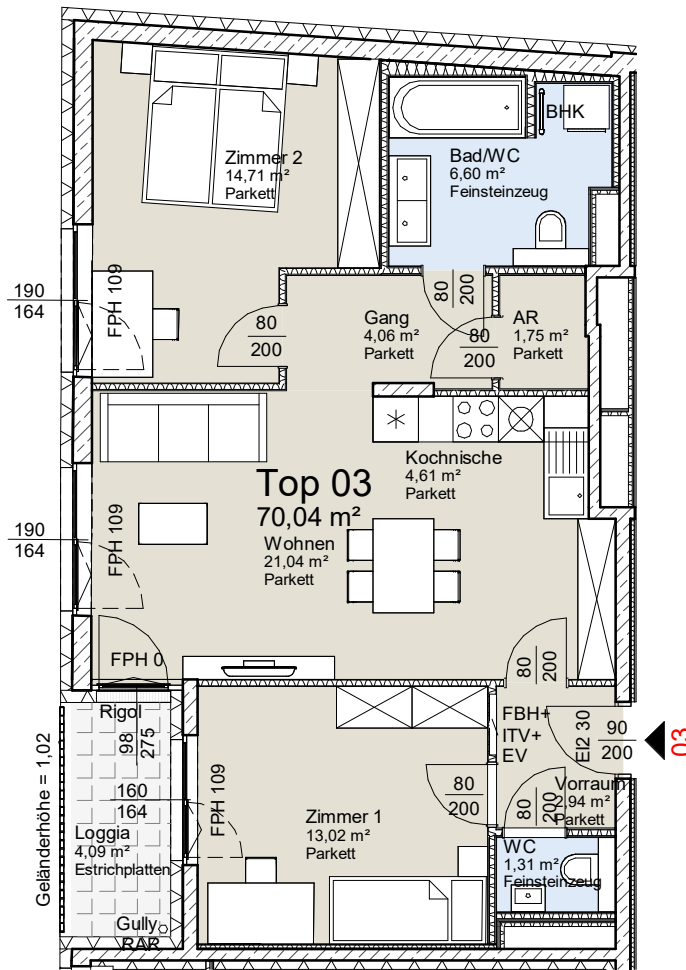 BHK
Zimmer 2
14,71 m²
Parkett
Bad/WC
6,60 m²
Feinsteinzeug
190
164
FPH 109
80
200
80
200
Gang
4,06 m²
Parkett
80
200
AR
1,75 m²
Parkett
Kochnische
4,61 m²
Parkett
Top 03
70,04 m²
Wohnen
21,04 m²
Parkett
190
164
FPH 109
FPH 0
80
200
Rigol
98
275
FBH+
ITV+
EV
EI2 30
90
200
03
Geländerhöhe = 1,02
160
164
FPH 109
80
200
Vorraum
2,94 m²
Parkett
80
200
Zimmer 1
13,02 m²
Parkett
Loggia
4,09 m²
Estrichplatten
WC
1,31 m²
Feinsteinzeug
Gully
RAR